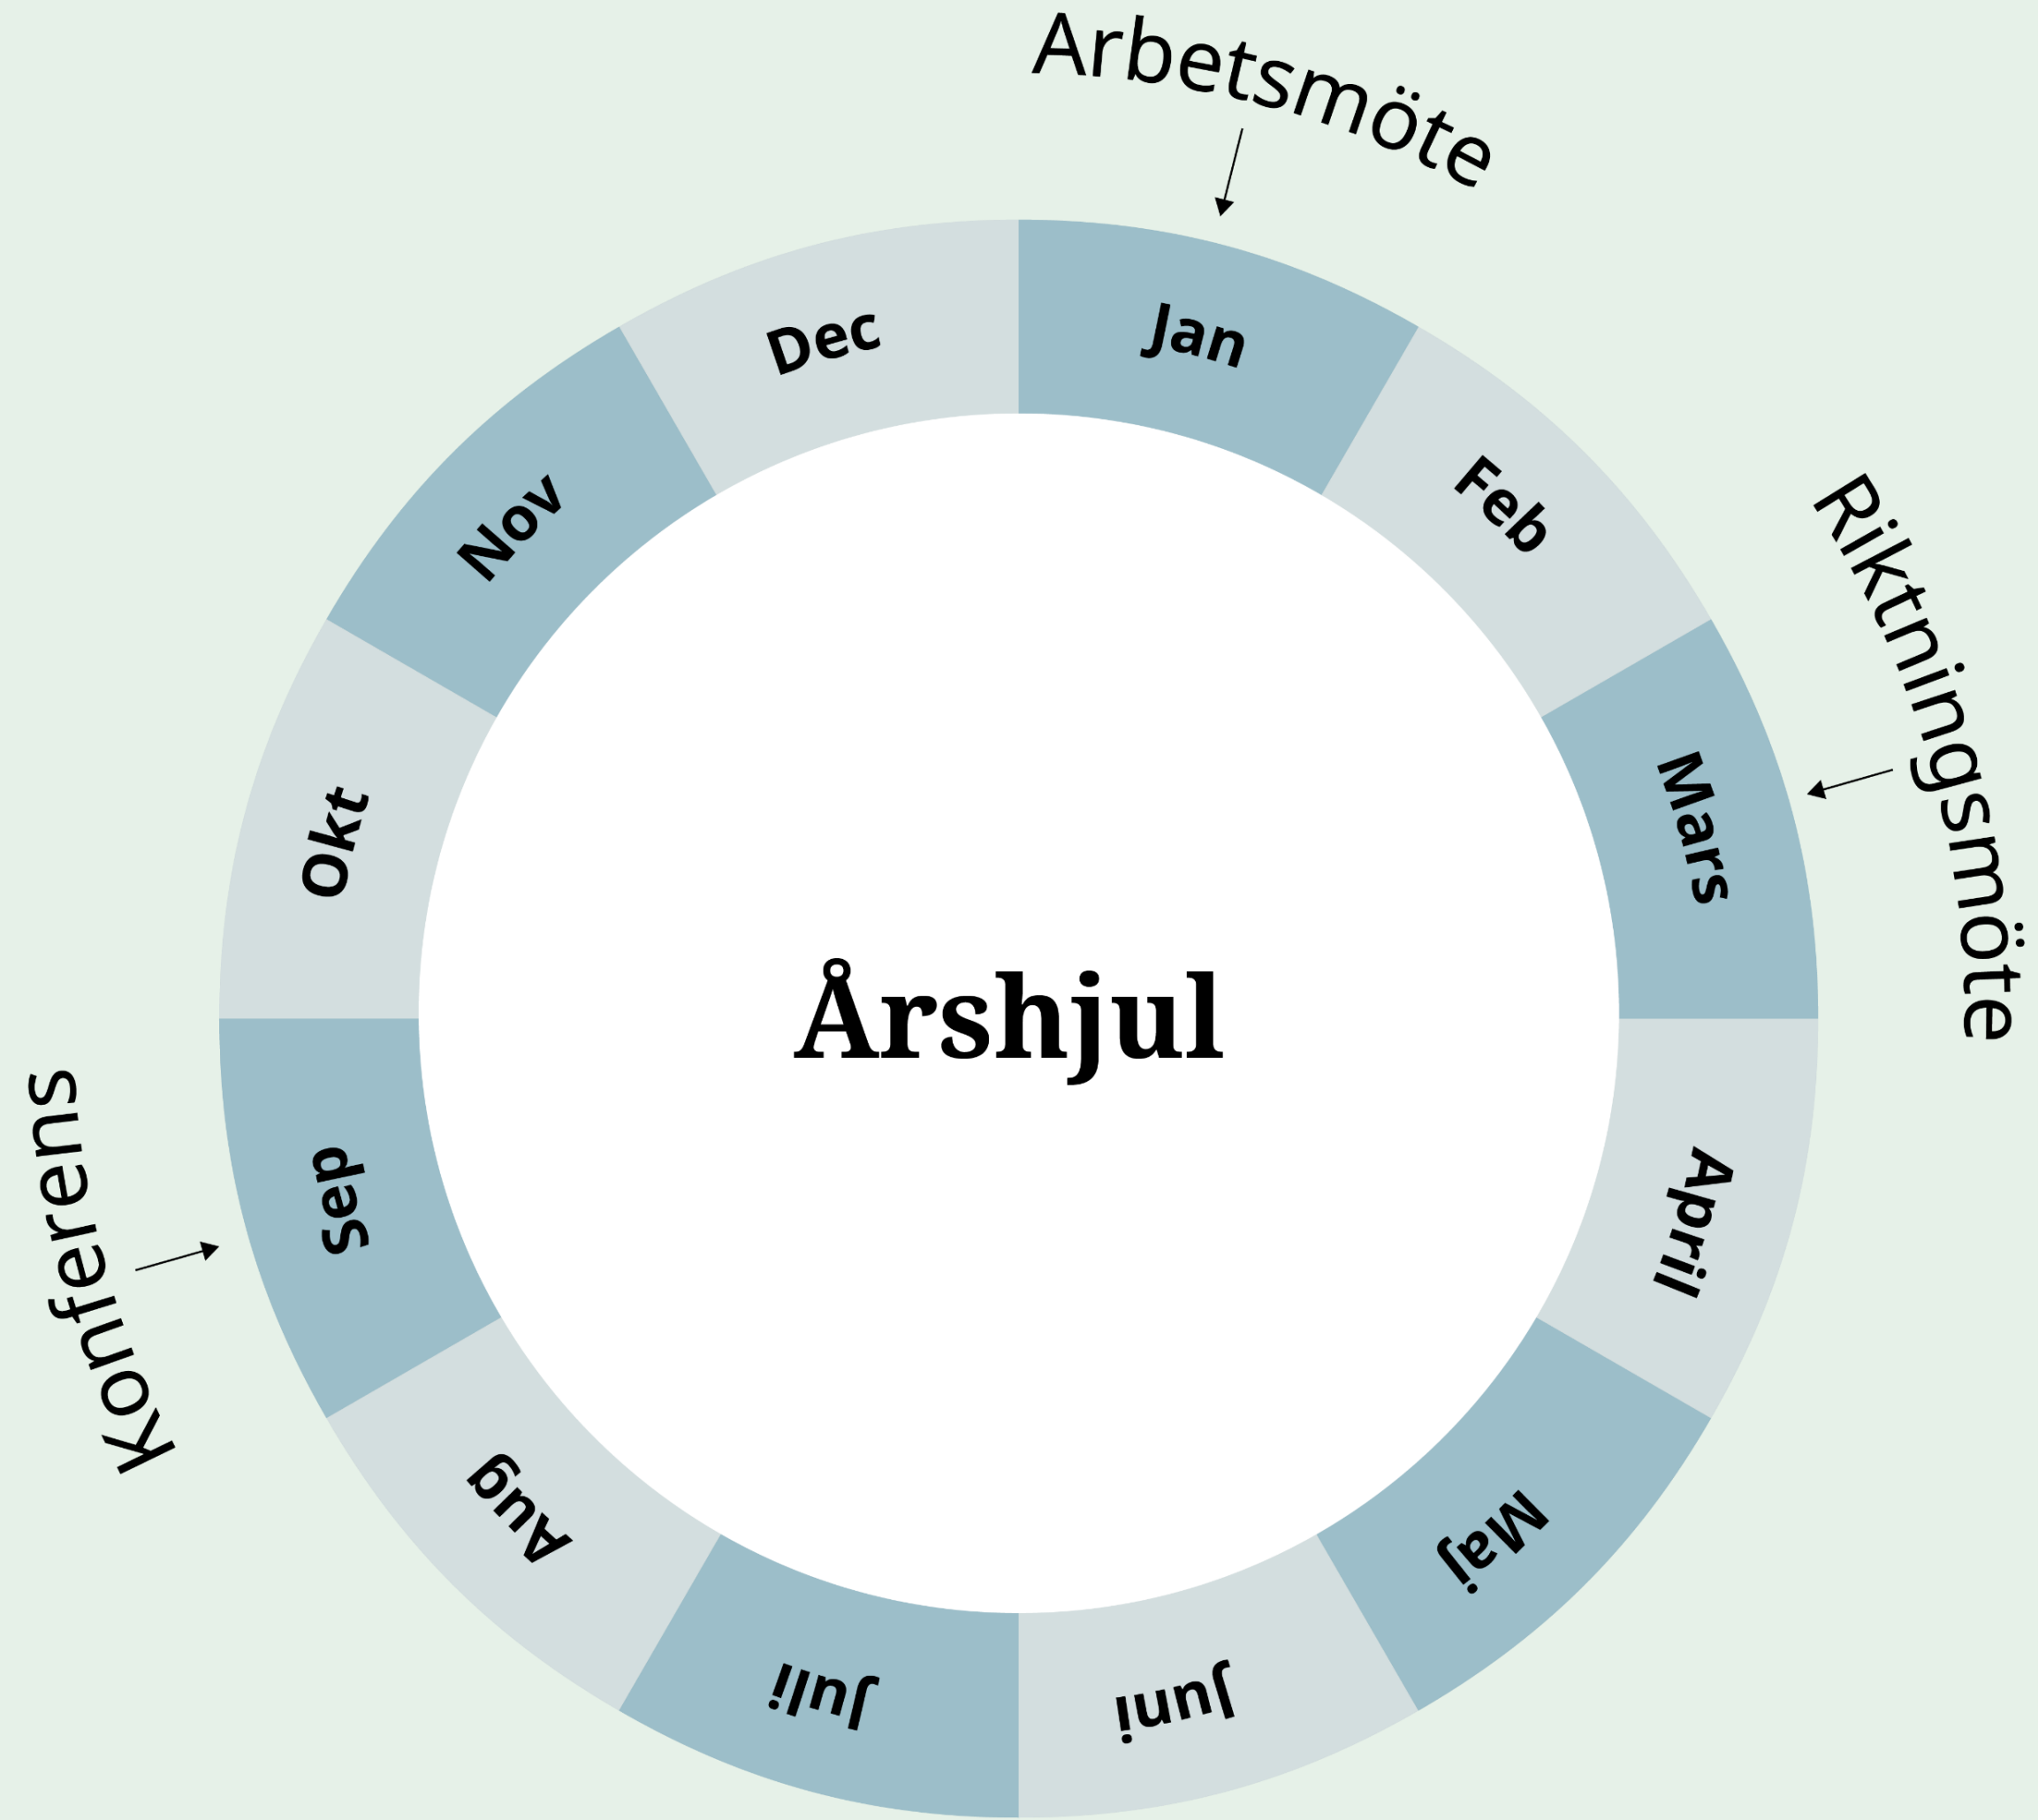 Arbetsmöte
Jan
Feb
Riktningsmöte
Mars
April
Maj
Juni
Juli
Aug
Konferens
Sep
Okt
Nov
Dec
Årshjul